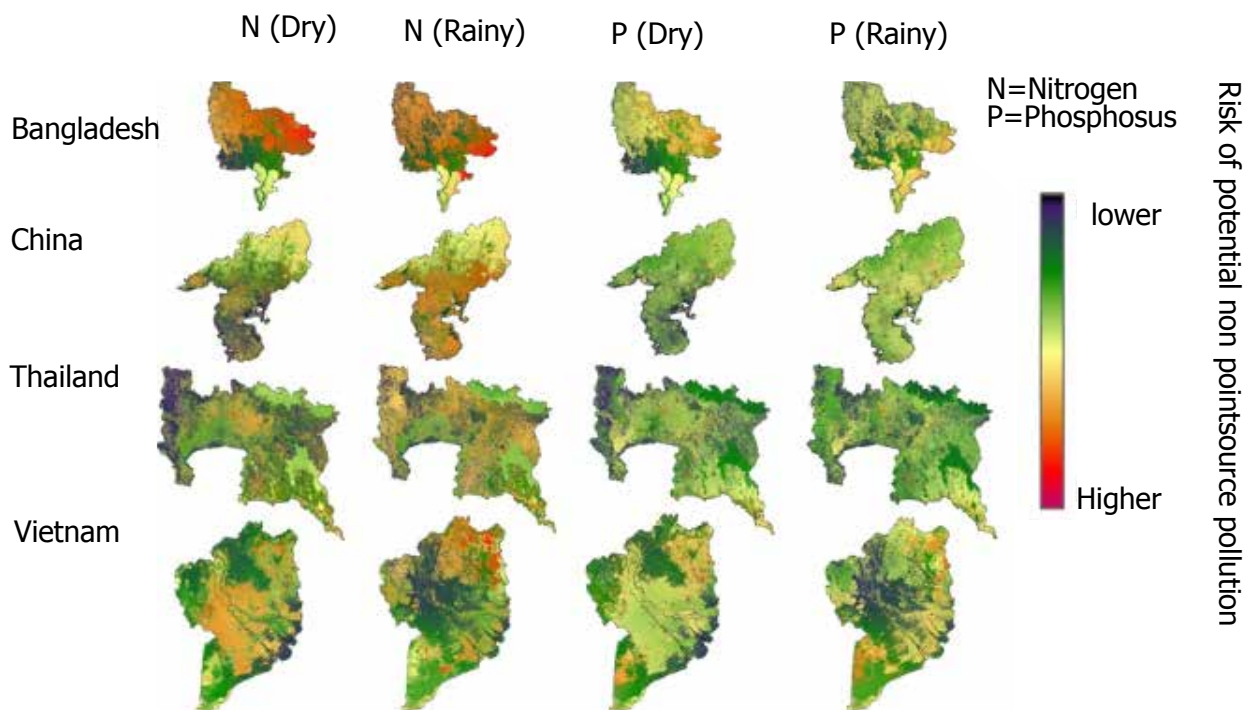 N (Dry)
N (Rainy)
P (Dry)
P (Rainy)
N=Nitrogen
P=Phosphosus
Bangladesh
China
Thailand
Vietnam
lower
Higher
Risk of potential non pointsource pollution